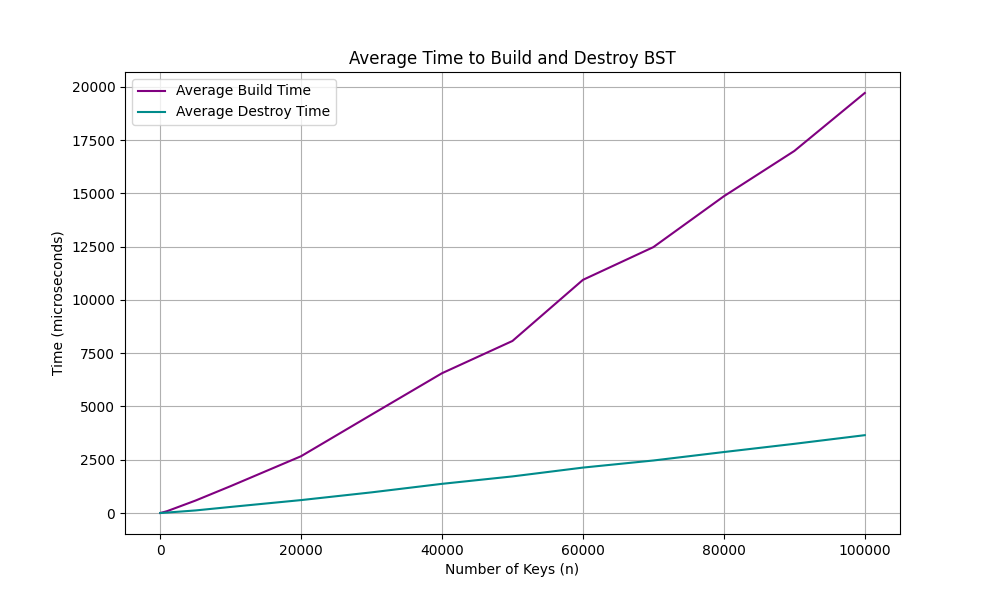 Average Time to Build and Destroy BST
Average Build Time
Average Destroy Time
Time (microseconds)
20000
17500
15000
12500
10000
7500
5000
2500
0
0 20000 40000 60000 80000 100000
Number of Keys (n)